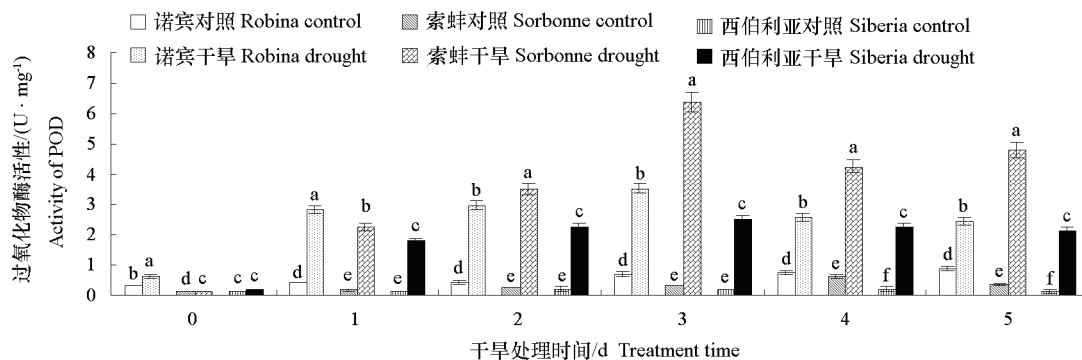 诺宾对照 Robina control 索蚌对照 Sorbonne control 西伯利亚对照 Siberia control
诺宾干旱 Robina drought 索蚌干旱 Sorbonne drought 西伯利亚干旱 Siberia drought
过氧化物酶活性/(U · mg⁻¹)
Activity of POD
8
7
6
5
4
3
2
1
0
b a d c c c
d a e b e c
d b e a e c
d b e a e c
d b e a f c
d b e a f c
0 1 2 3 4 5
干旱处理时间/d Treatment time